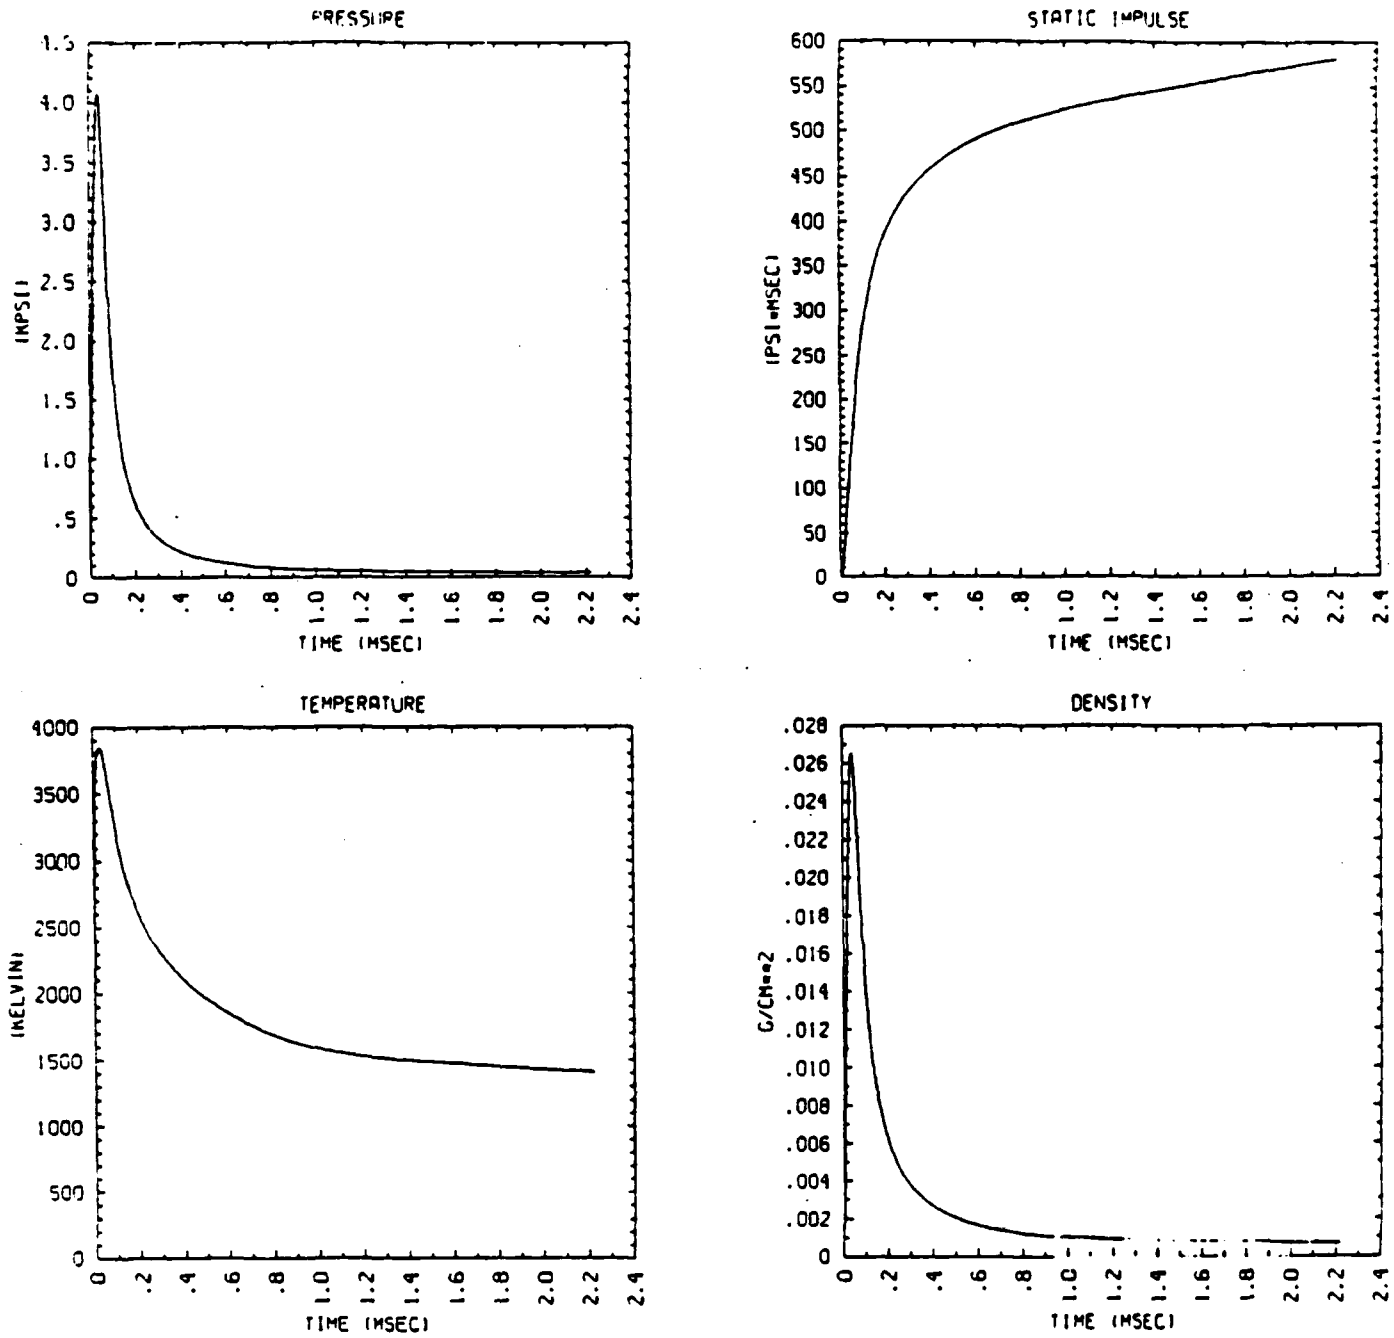 PRESSURE
4.5
4.0
3.5
3.0
2.5
2.0
1.5
1.0
.5
0
(KPSI)
0 .2 .4 .6 .8 1.0 1.2 1.4 1.6 1.8 2.0 2.2 2.4
TIME (MSEC)
STATIC IMPULSE
600
550
500
450
400
350
300
250
200
150
100
50
0
(PSI*MSEC)
0 .2 .4 .6 .8 1.0 1.2 1.4 1.6 1.8 2.0 2.2 2.4
TIME (MSEC)
TEMPERATURE
4000
3500
3000
2500
2000
1500
1000
500
0
(KELVIN)
0 .2 .4 .6 .8 1.0 1.2 1.4 1.6 1.8 2.0 2.2 2.4
TIME (MSEC)
DENSITY
.028
.026
.024
.022
.020
.018
.016
.014
.012
.010
.008
.006
.004
.002
0
G/CM**2
0 .2 .4 .6 .8 1.0 1.2 1.4 1.6 1.8 2.0 2.2 2.4
TIME (MSEC)